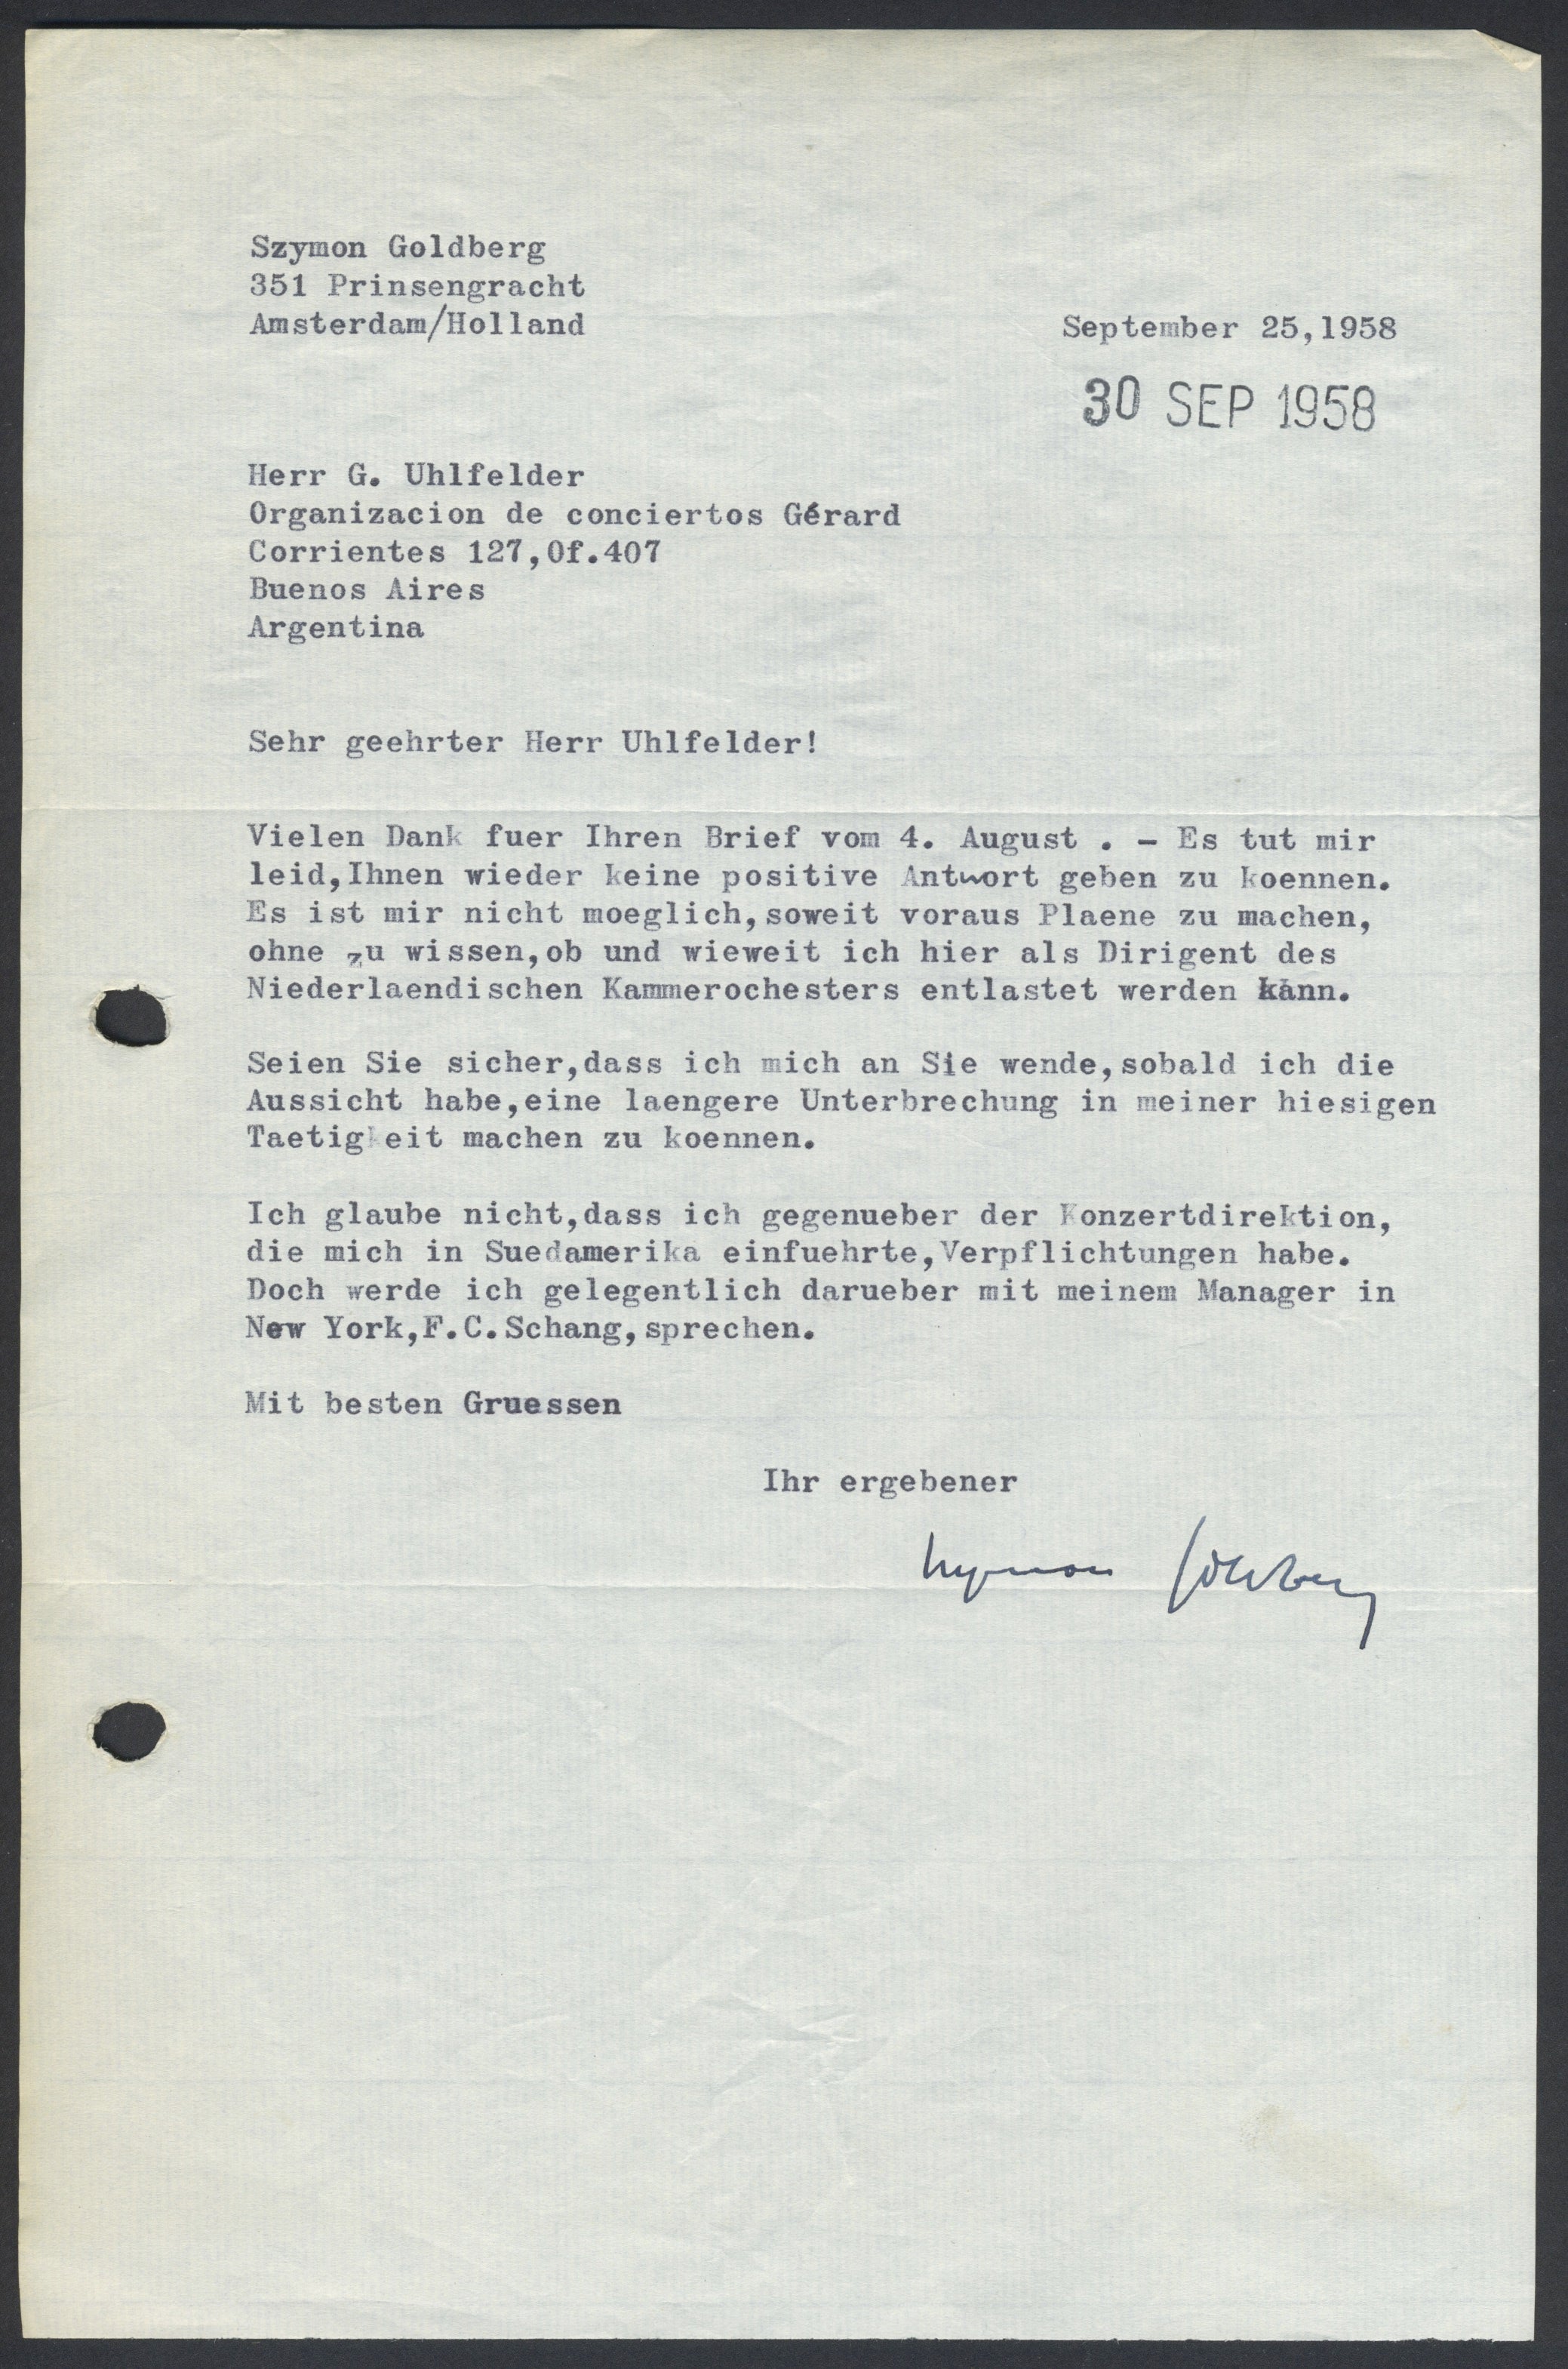 Szymon Goldberg
351 Prinsengracht
Amsterdam/Holland
September 25,1958
30 SEP 1958
Herr G. Uhlfelder
Organizacion de conciertos Gérard
Corrientes 127,Of.407
Buenos Aires
Argentina
Sehr geehrter Herr Uhlfelder!
Vielen Dank fuer Ihren Brief vom 4. August . - Es tut mir
leid,Ihnen wieder keine positive Antwort geben zu koennen.
Es ist mir nicht moeglich,soweit voraus Plaene zu machen,
ohne zu wissen,ob und wieweit ich hier als Dirigent des
Niederlaendischen Kammerochesters entlastet werden kann.
Seien Sie sicher,dass ich mich an Sie wende,sobald ich die
Aussicht habe,eine laengere Unterbrechung in meiner hiesigen
Taetigkeit machen zu koennen.
Ich glaube nicht,dass ich gegenueber der Konzertdirektion,
die mich in Suedamerika einfuehrte,Verpflichtungen habe.
Doch werde ich gelegentlich darueber mit meinem Manager in
New York,F.C.Schang,sprechen.
Mit besten Gruessen
Ihr ergebener
Szymon Goldberg